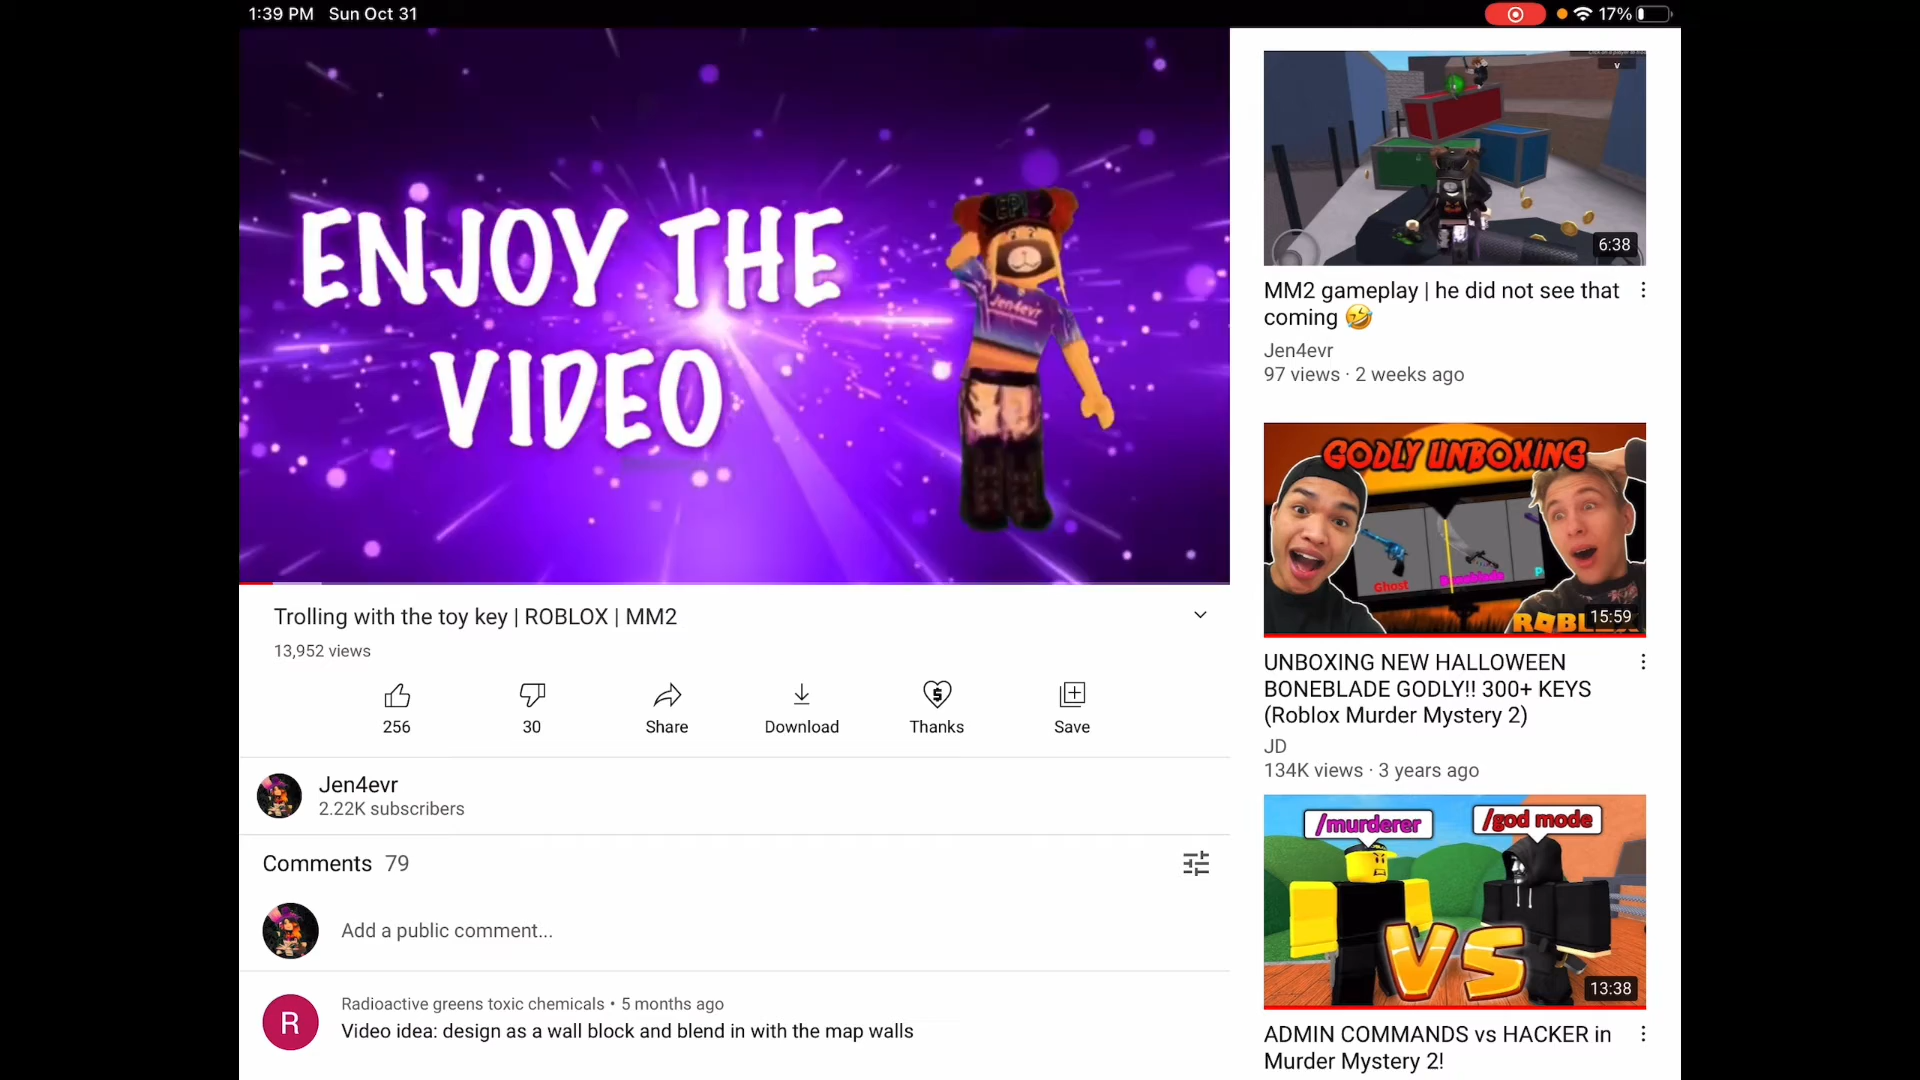 1:39 PM Sun Oct 31
17%
ENJOY THE
VIDEO
EPI
Jen4evr
Trolling with the toy key | ROBLOX | MM2
13,952 views
256
30
Share
Download
Thanks
Save
Jen4evr
2.22K subscribers
Comments 79
Add a public comment...
R
Radioactive greens toxic chemicals • 5 months ago
Video idea: design as a wall block and blend in with the map walls
v
6:38
MM2 gameplay | he did not see that
coming 🤣
Jen4evr
97 views · 2 weeks ago
GODLY UNBOXING
Ghost
Boneblade
ROBLOX
15:59
UNBOXING NEW HALLOWEEN
BONEBLADE GODLY!! 300+ KEYS
(Roblox Murder Mystery 2)
JD
134K views · 3 years ago
/murderer
/god mode
VS
13:38
ADMIN COMMANDS vs HACKER in
Murder Mystery 2!